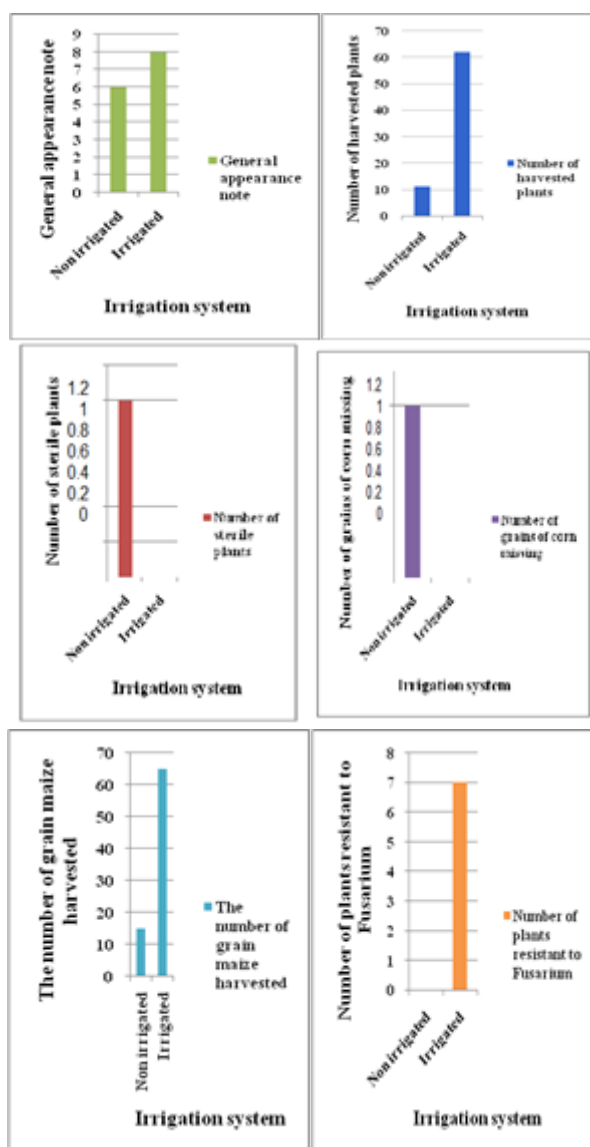 General appearance note
9
8
7
6
5
4
3
2
1
0
Non irrigated
Irrigated
General
appearance
note
Irrigation system
Number of harvested plants
70
60
50
40
30
20
10
0
Non irrigated
Irrigated
Number of
harvested
plants
Irrigation system
Number of sterile plants
1.2
1
0.8
0.6
0.4
0.2
0
Non irrigated
Irrigated
Number of
sterile
plants
Irrigation system
Number of grains of corn missing
1.2
1
0.8
0.6
0.4
0.2
0
Non irrigated
Irrigated
Number of
grains of corn
missing
Irrigation system
The number of grain maize
harvested
70
60
50
40
30
20
10
0
Non irrigated
Irrigated
The
number of
grain
maize
harvested
Irrigation system
Number of plants resistant to
Fusarium
8
7
6
5
4
3
2
1
0
Non irrigated
Irrigated
Number of
plants
resistant to
Fusarium
Irrigation system